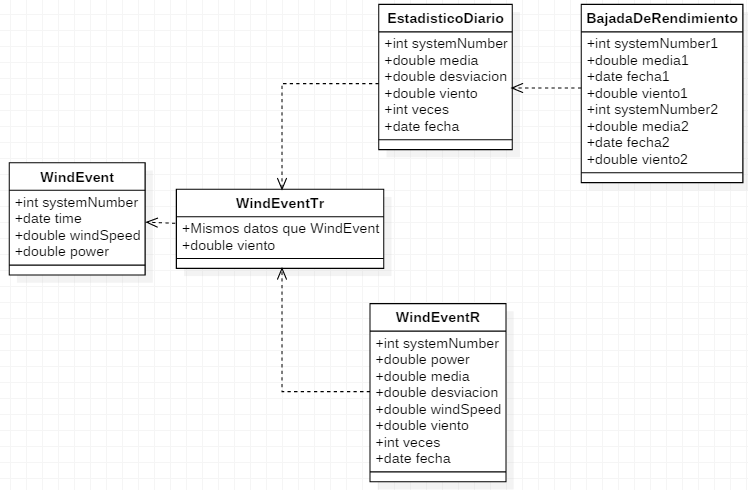 EstadisticoDiario
+int systemNumber
+double media
+double desviacion
+double viento
+int veces
+date fecha
BajadaDeRendimiento
+int systemNumber1
+double media1
+date fecha1
+double viento1
+int systemNumber2
+double media2
+date fecha2
+double viento2
WindEvent
+int systemNumber
+date time
+double windSpeed
+double power
WindEventTr
+Mismos datos que WindEvent
+double viento
WindEventR
+int systemNumber
+double power
+double media
+double desviacion
+double windSpeed
+double viento
+int veces
+date fecha